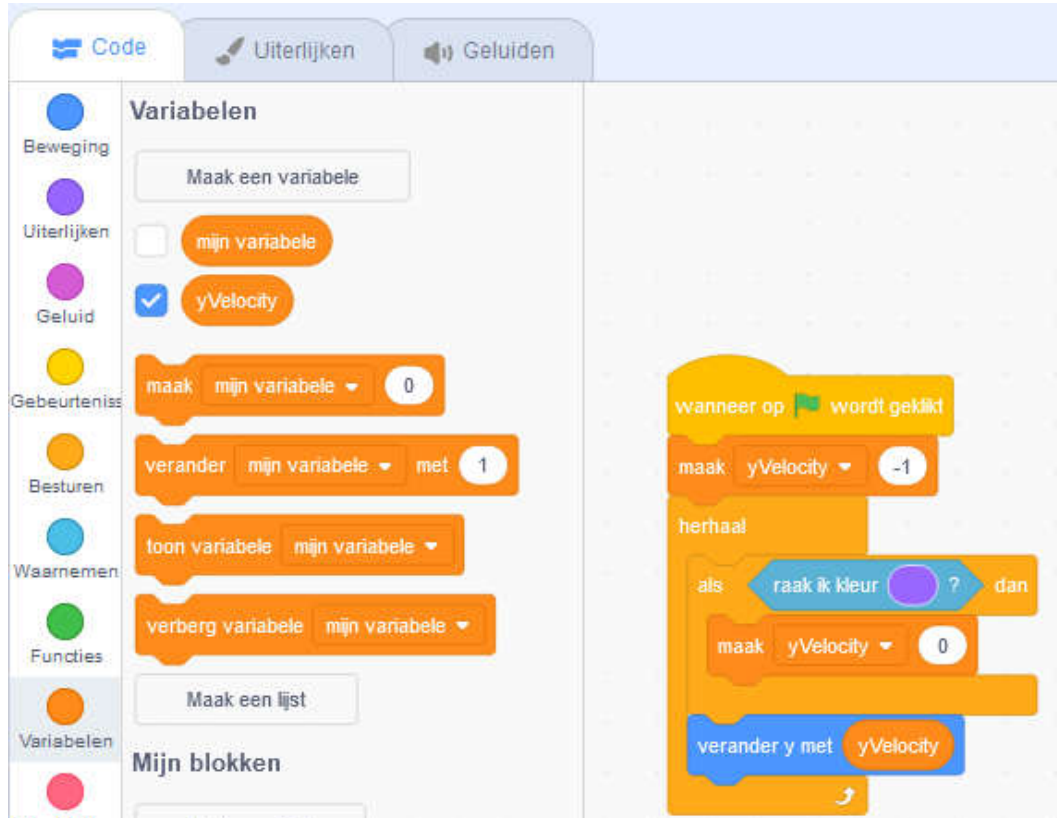 Code
Uiterlijken
Geluiden
Beweging
Uiterlijken
Geluid
Gebeurteniss
Besturen
Waarnemen
Functies
Variabelen
Variabelen
Maak een variabele
mijn variabele
yVelocity
maak mijn variabele 0
verander mijn variabele met 1
toon variabele mijn variabele
verberg variabele mijn variabele
Maak een lijst
Mijn blokken
wanneer op wordt geklikt
maak yVelocity -1
herhaal
als raak ik kleur ? dan
maak yVelocity 0
verander y met yVelocity